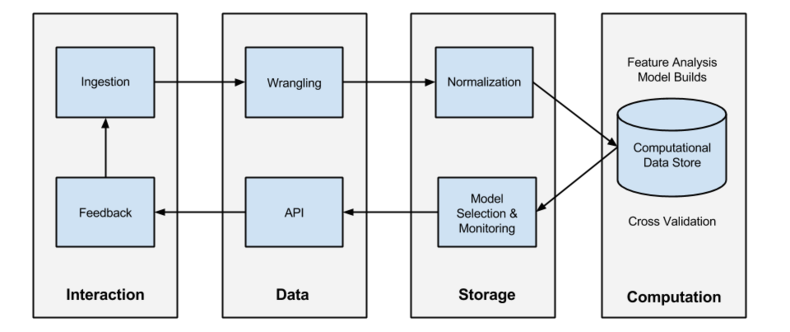 Ingestion
Wrangling
Normalization
Feature Analysis
Model Builds
Computational
Data Store
Feedback
API
Model
Selection &
Monitoring
Cross Validation
Interaction
Data
Storage
Computation